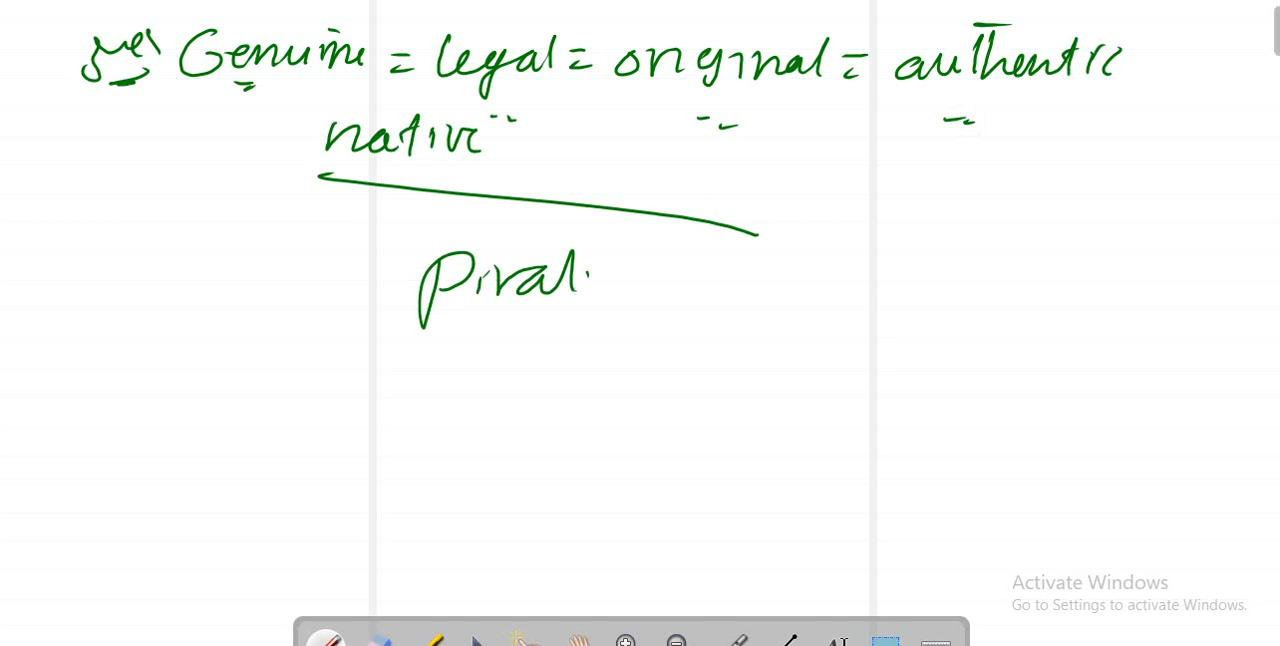 Genuine = legal = original = authentic
native
Pirat
Activate Windows
Go to Settings to activate Windows.